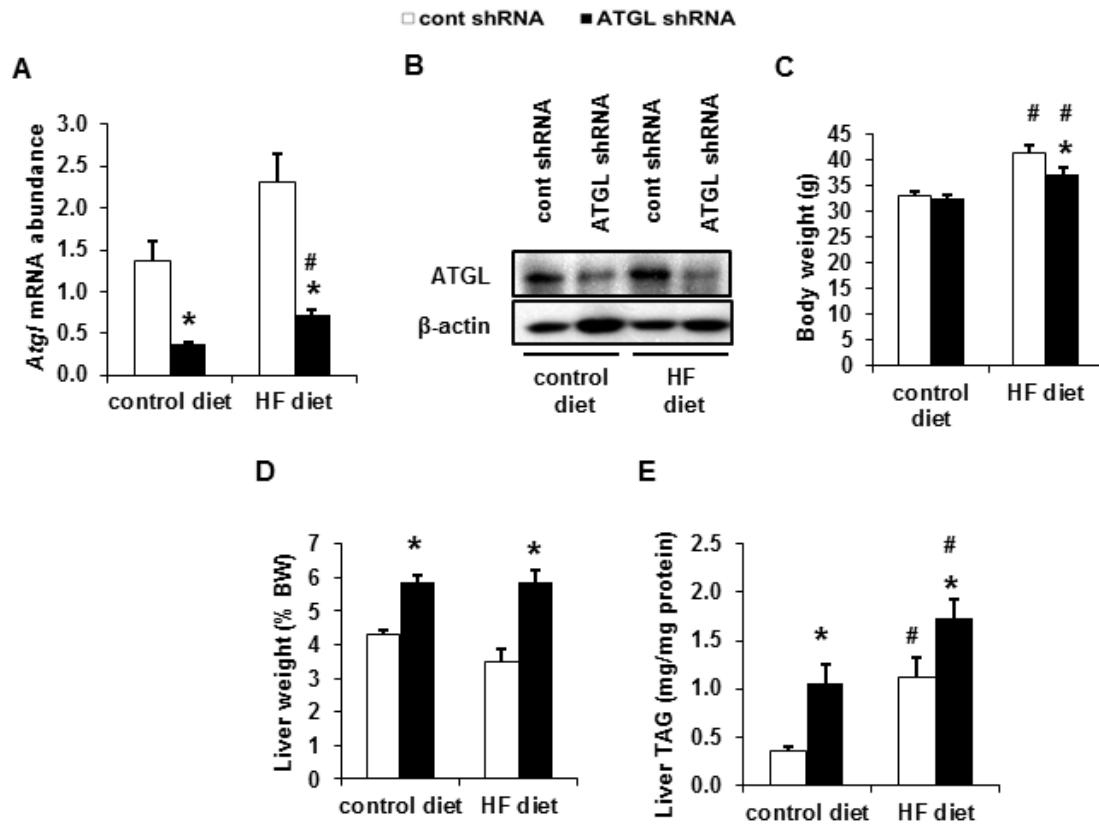 cont shRNA ATGL shRNA
A
Atgl mRNA abundance
3.0
2.5
2.0
1.5
1.0
0.5
0.0
*
#
*
control diet HF diet
B
cont shRNA
ATGL shRNA
cont shRNA
ATGL shRNA
ATGL
β-actin
control
diet
HF
diet
C
Body weight (g)
45
40
35
30
25
20
15
10
5
0
# #
*
control
diet
HF diet
D
Liver weight (% BW)
7
6
5
4
3
2
1
0
* *
control diet HF diet
E
Liver TAG (mg/mg protein)
2.5
2.0
1.5
1.0
0.5
0.0
*
#
#
*
control diet HF diet